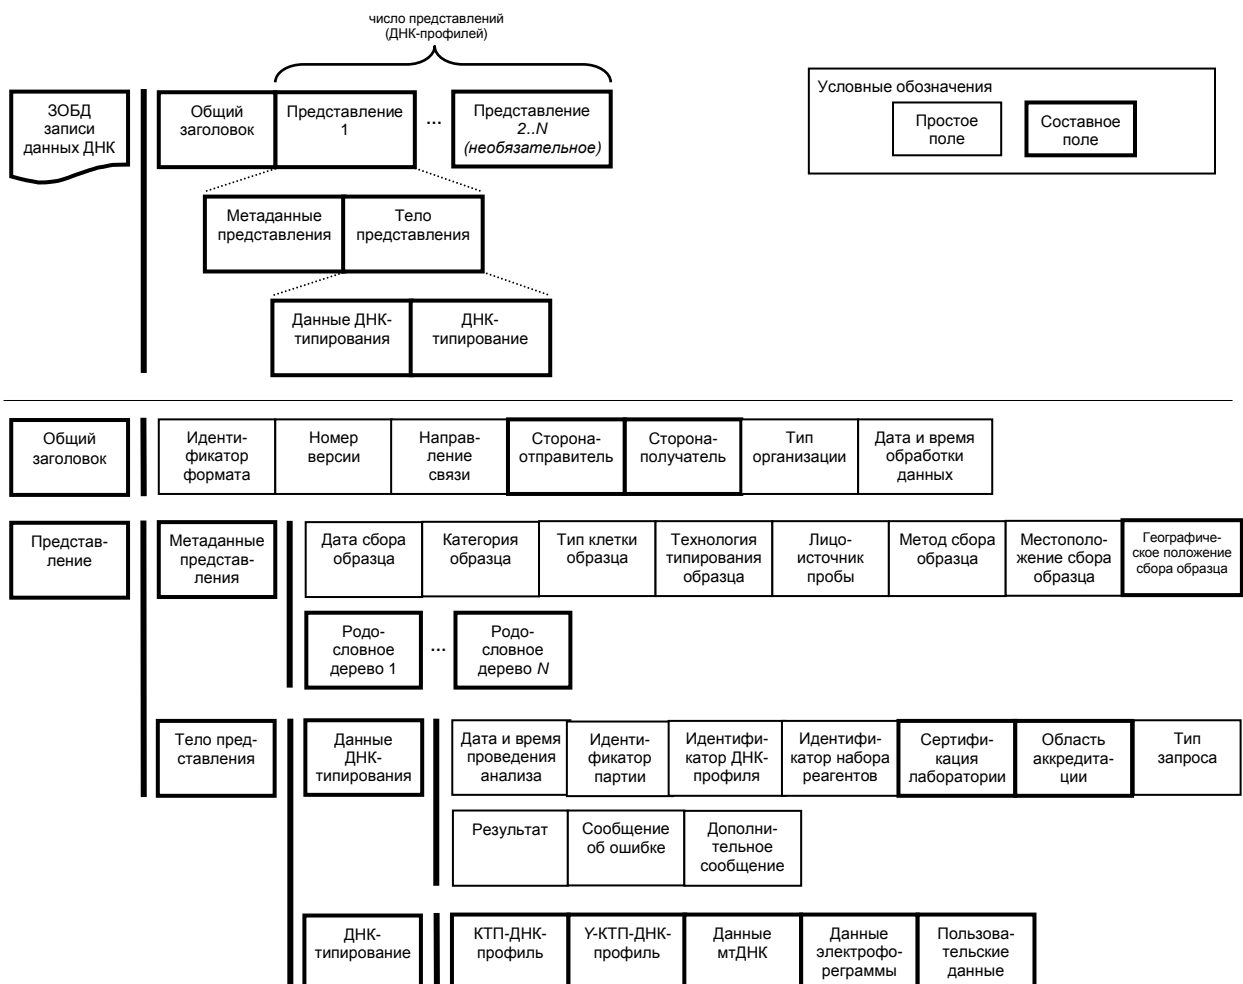 число представлений
(ДНК-профилей)
ЗОБД
записи
данных ДНК
Общий
заголовок
Представление
1
...
Представление
2..N
(необязательное)
Условные обозначения
Простое
поле
Составное
поле
Метаданные
представления
Тело
представления
Данные ДНК-
типирования
ДНК-
типирование
Общий
заголовок
Иденти-
фикатор
формата
Номер
версии
Направ-
ление
связи
Сторона-
отправитель
Сторона-
получатель
Тип
организации
Дата и время
обработки
данных
Представ-
ление
Метаданные
представ-
ления
Дата сбора
образца
Категория
образца
Тип клетки
образца
Технология
типирования
образца
Лицо-
источник
пробы
Метод сбора
образца
Местополо-
жение сбора
образца
Географиче-
ское положение
сбора образца
Родо-
словное
дерево 1
...
Родо-
словное
дерево N
Тело пред-
ставления
Данные
ДНК-
типирования
Дата и время
проведения
анализа
Иденти-
фикатор
партии
Идентифи-
катор ДНК-
профиля
Идентифи-
катор набора
реагентов
Сертифи-
кация
лаборатории
Область
аккредита-
ции
Тип
запроса
Результат
Сообщение
об ошибке
Дополни-
тельное
сообщение
ДНК-
типирование
КТП-ДНК-
профиль
Y-КТП-ДНК-
профиль
Данные
мтДНК
Данные
электрофо-
реграммы
Пользова-
тельские
данные